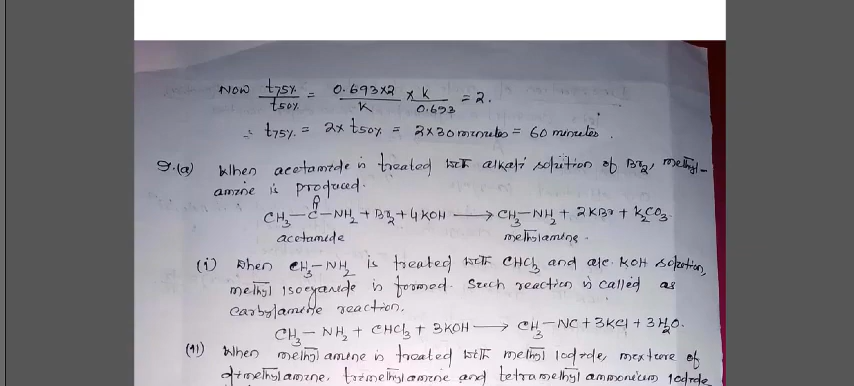 Now t75% / t50% = 0.693×2 / K × K / 0.693 = 2.
∴ t75% = 2× t50% = 2×30 minutes = 60 minutes.
9.(a) When acetamide is treated with alkali solution of Br2, methyl-
amine is produced.
O
CH3—C—NH2 + Br2 + 4KOH ⟶ CH3—NH2 + 2KBr + K2CO3.
acetamide methylamine.
(i) When CH3—NH2 is treated with CHCl3 and alc. KOH solution,
methyl isocyanide is formed. Such reaction is called as
carbylamine reaction.
CH3—NH2 + CHCl3 + 3KOH ⟶ CH3—NC + 3KCl + 3H2O.
(ii) When methyl amine is treated with methyl Iodide, mixture of
dimethylamine, trimethylamine and tetramethyl ammonium Iodide